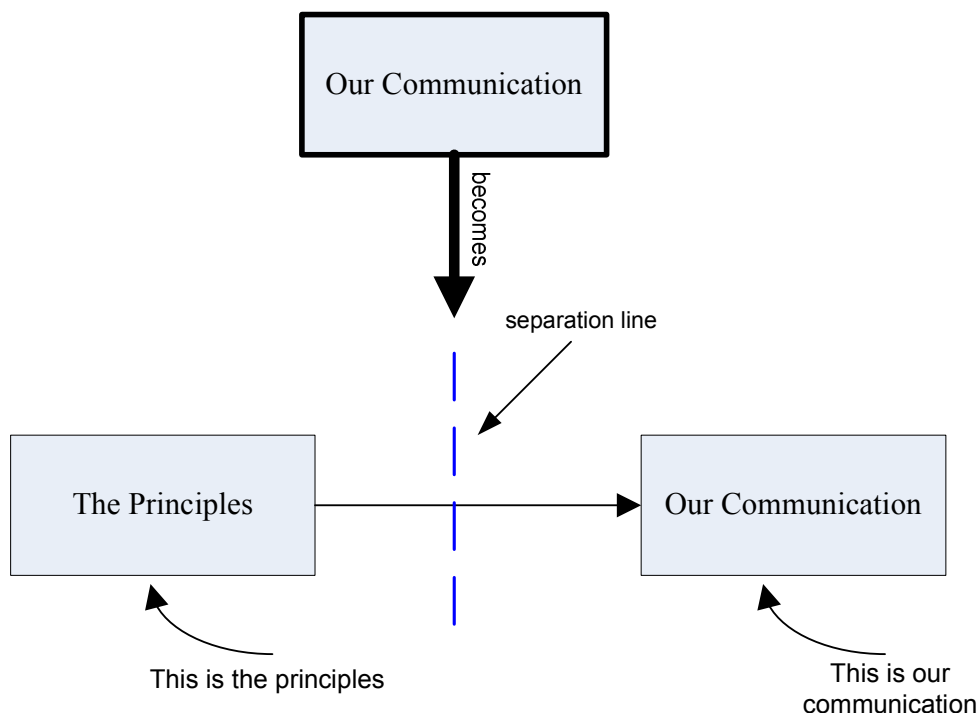 Our Communication
becomes
separation line
The Principles
Our Communication
This is the principles
This is our
communication